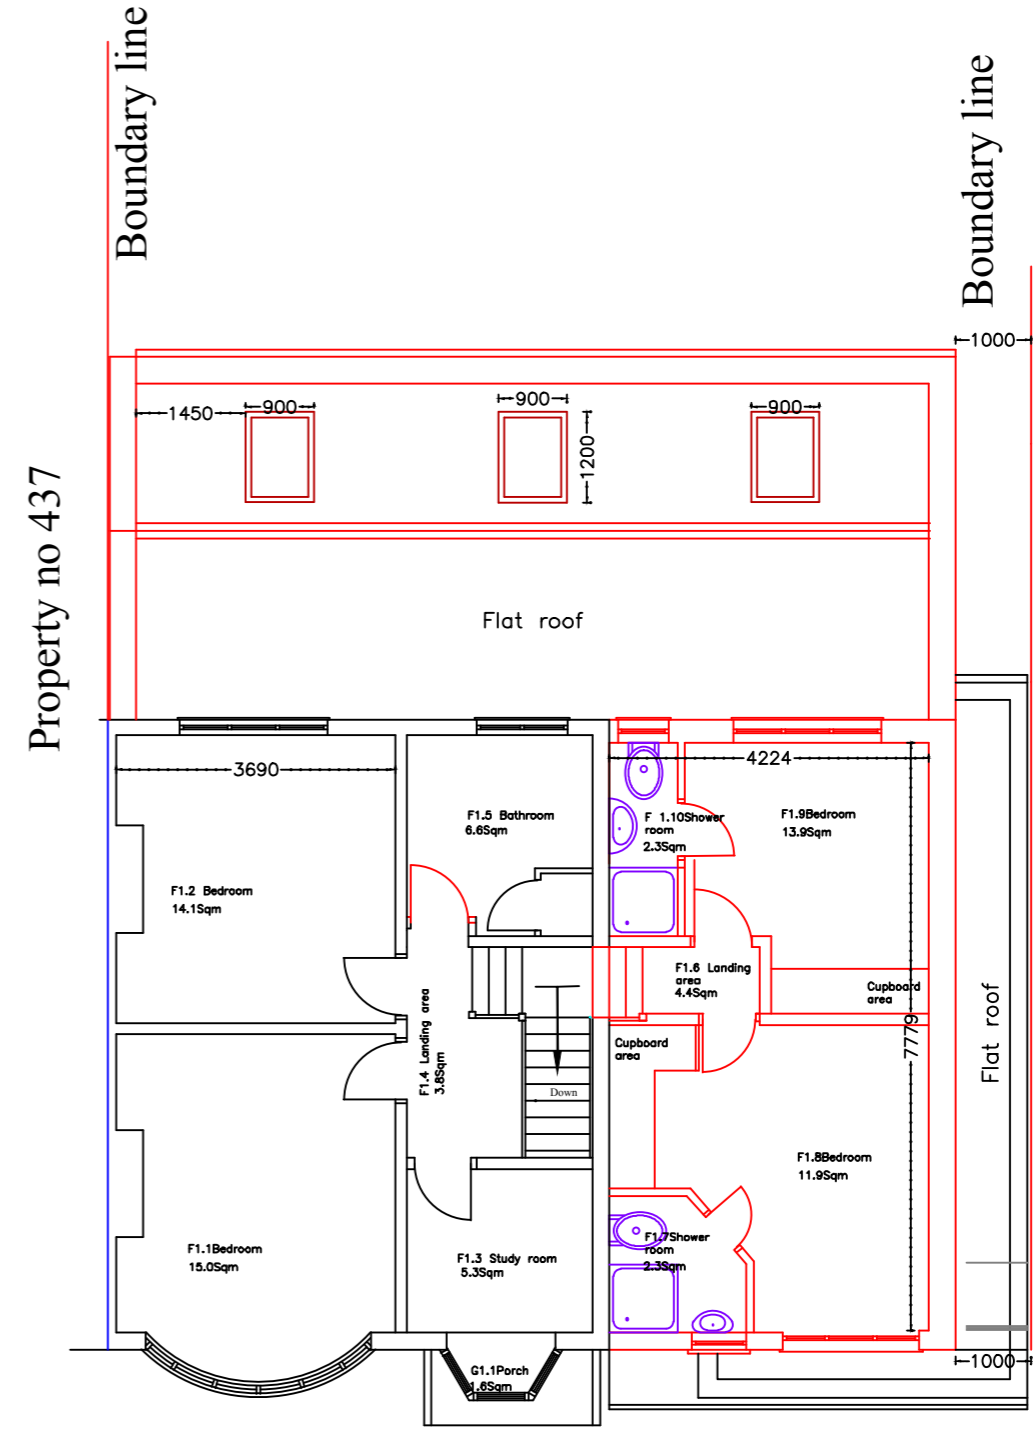 Boundary line
Boundary line
1000
900
900
900
1450
1200
Property no 437
Flat roof
3690
4224
F1.5 Bathroom
6.6Sqm
F 1.10Shower
room
2.3Sqm
F1.9Bedroom
13.9Sqm
F1.2 Bedroom
14.1Sqm
F1.6 Landing
area
4.4Sqm
Cupboard
area
F1.4 Landing area
3.8Sqm
Cupboard
area
7779
Flat roof
Down
F1.8Bedroom
11.9Sqm
F1.1Bedroom
15.0Sqm
F1.3 Study room
5.3Sqm
F1.7Shower
room
2.3Sqm
G1.1Porch
1.6Sqm
1000